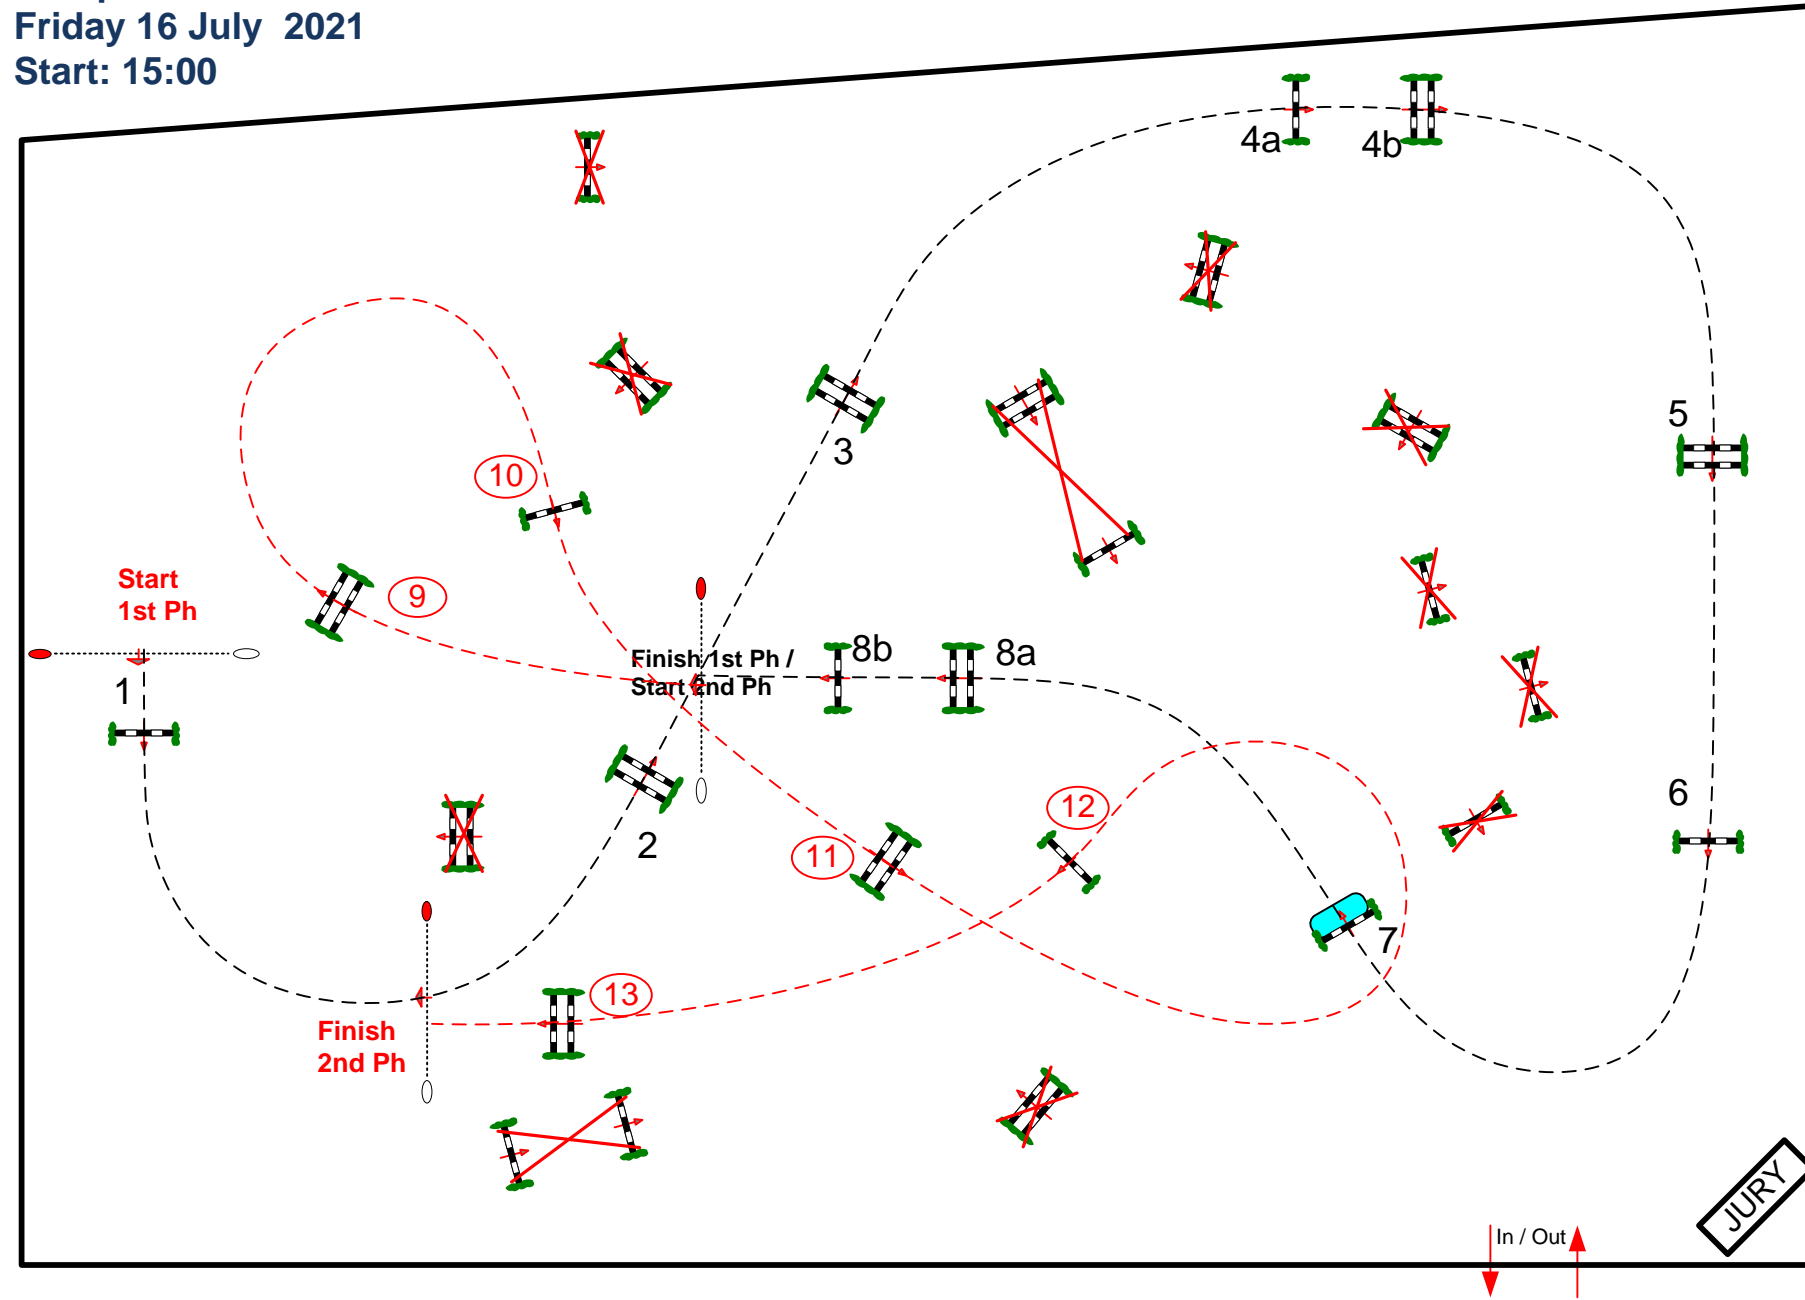 Friday 16 July 2021
Start: 15:00
4a
4b
5
3
10
Start
1st Ph
9
8b
8a
Finish 1st Ph /
Start 2nd Ph
1
6
12
2
11
7
13
Finish
2nd Ph
JURY
In / Out